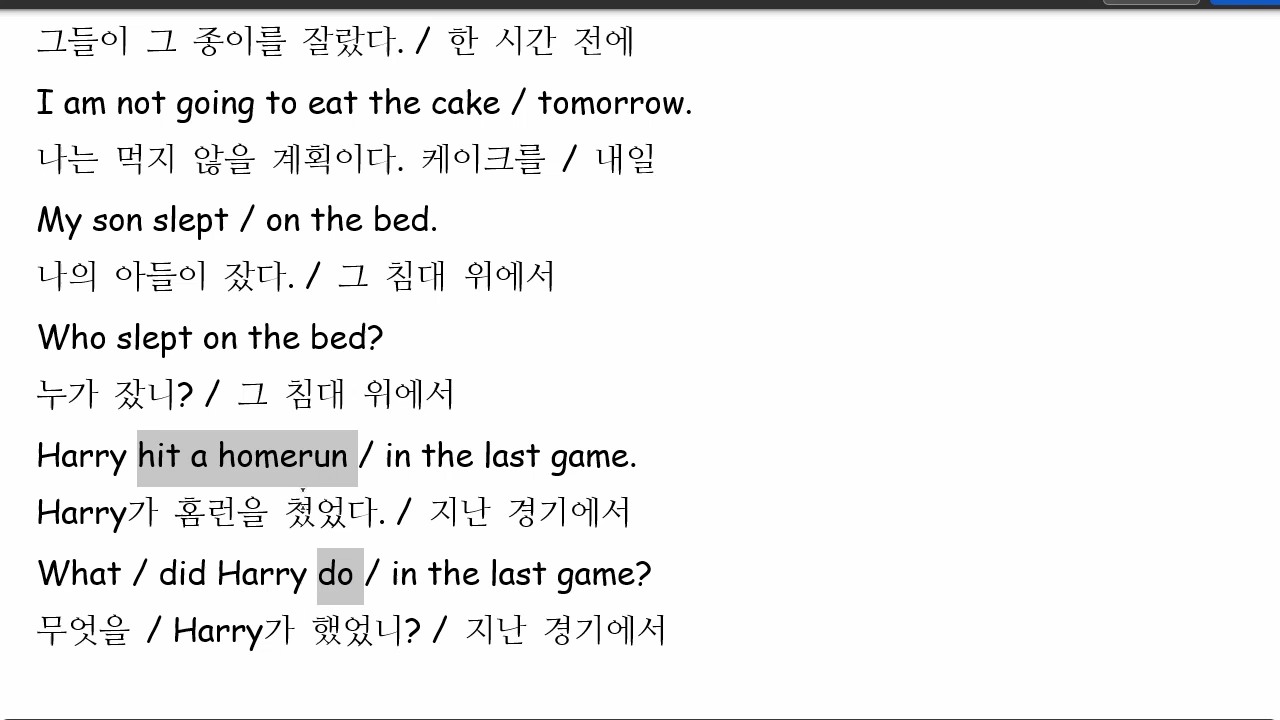 그들이 그 종이를 잘랐다. / 한 시간 전에
I am not going to eat the cake / tomorrow.
나는 먹지 않을 계획이다. 케이크를 / 내일
My son slept / on the bed.
나의 아들이 잤다. / 그 침대 위에서
Who slept on the bed?
누가 잤니? / 그 침대 위에서
Harry hit a homerun / in the last game.
Harry가 홈런을 쳤었다. / 지난 경기에서
What / did Harry do / in the last game?
무엇을 / Harry가 했었니? / 지난 경기에서